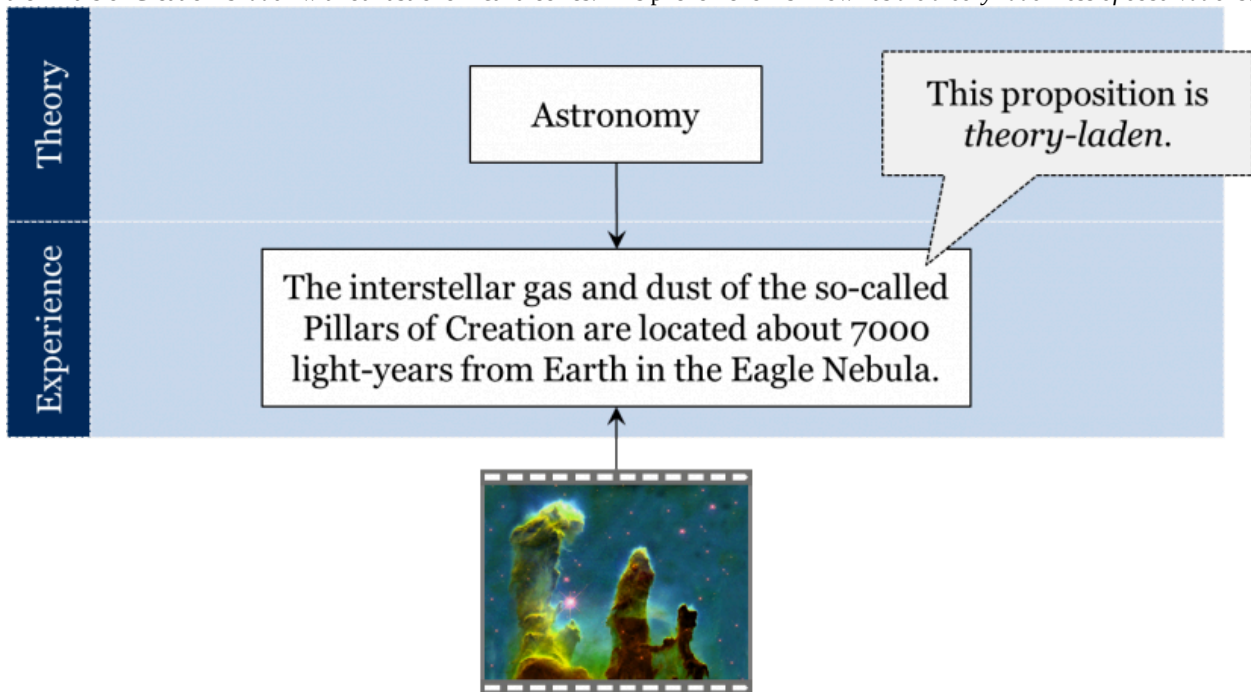 Theory
Astronomy
This proposition is
theory-laden.
Experience
The interstellar gas and dust of the so-called
Pillars of Creation are located about 7000
light-years from Earth in the Eagle Nebula.